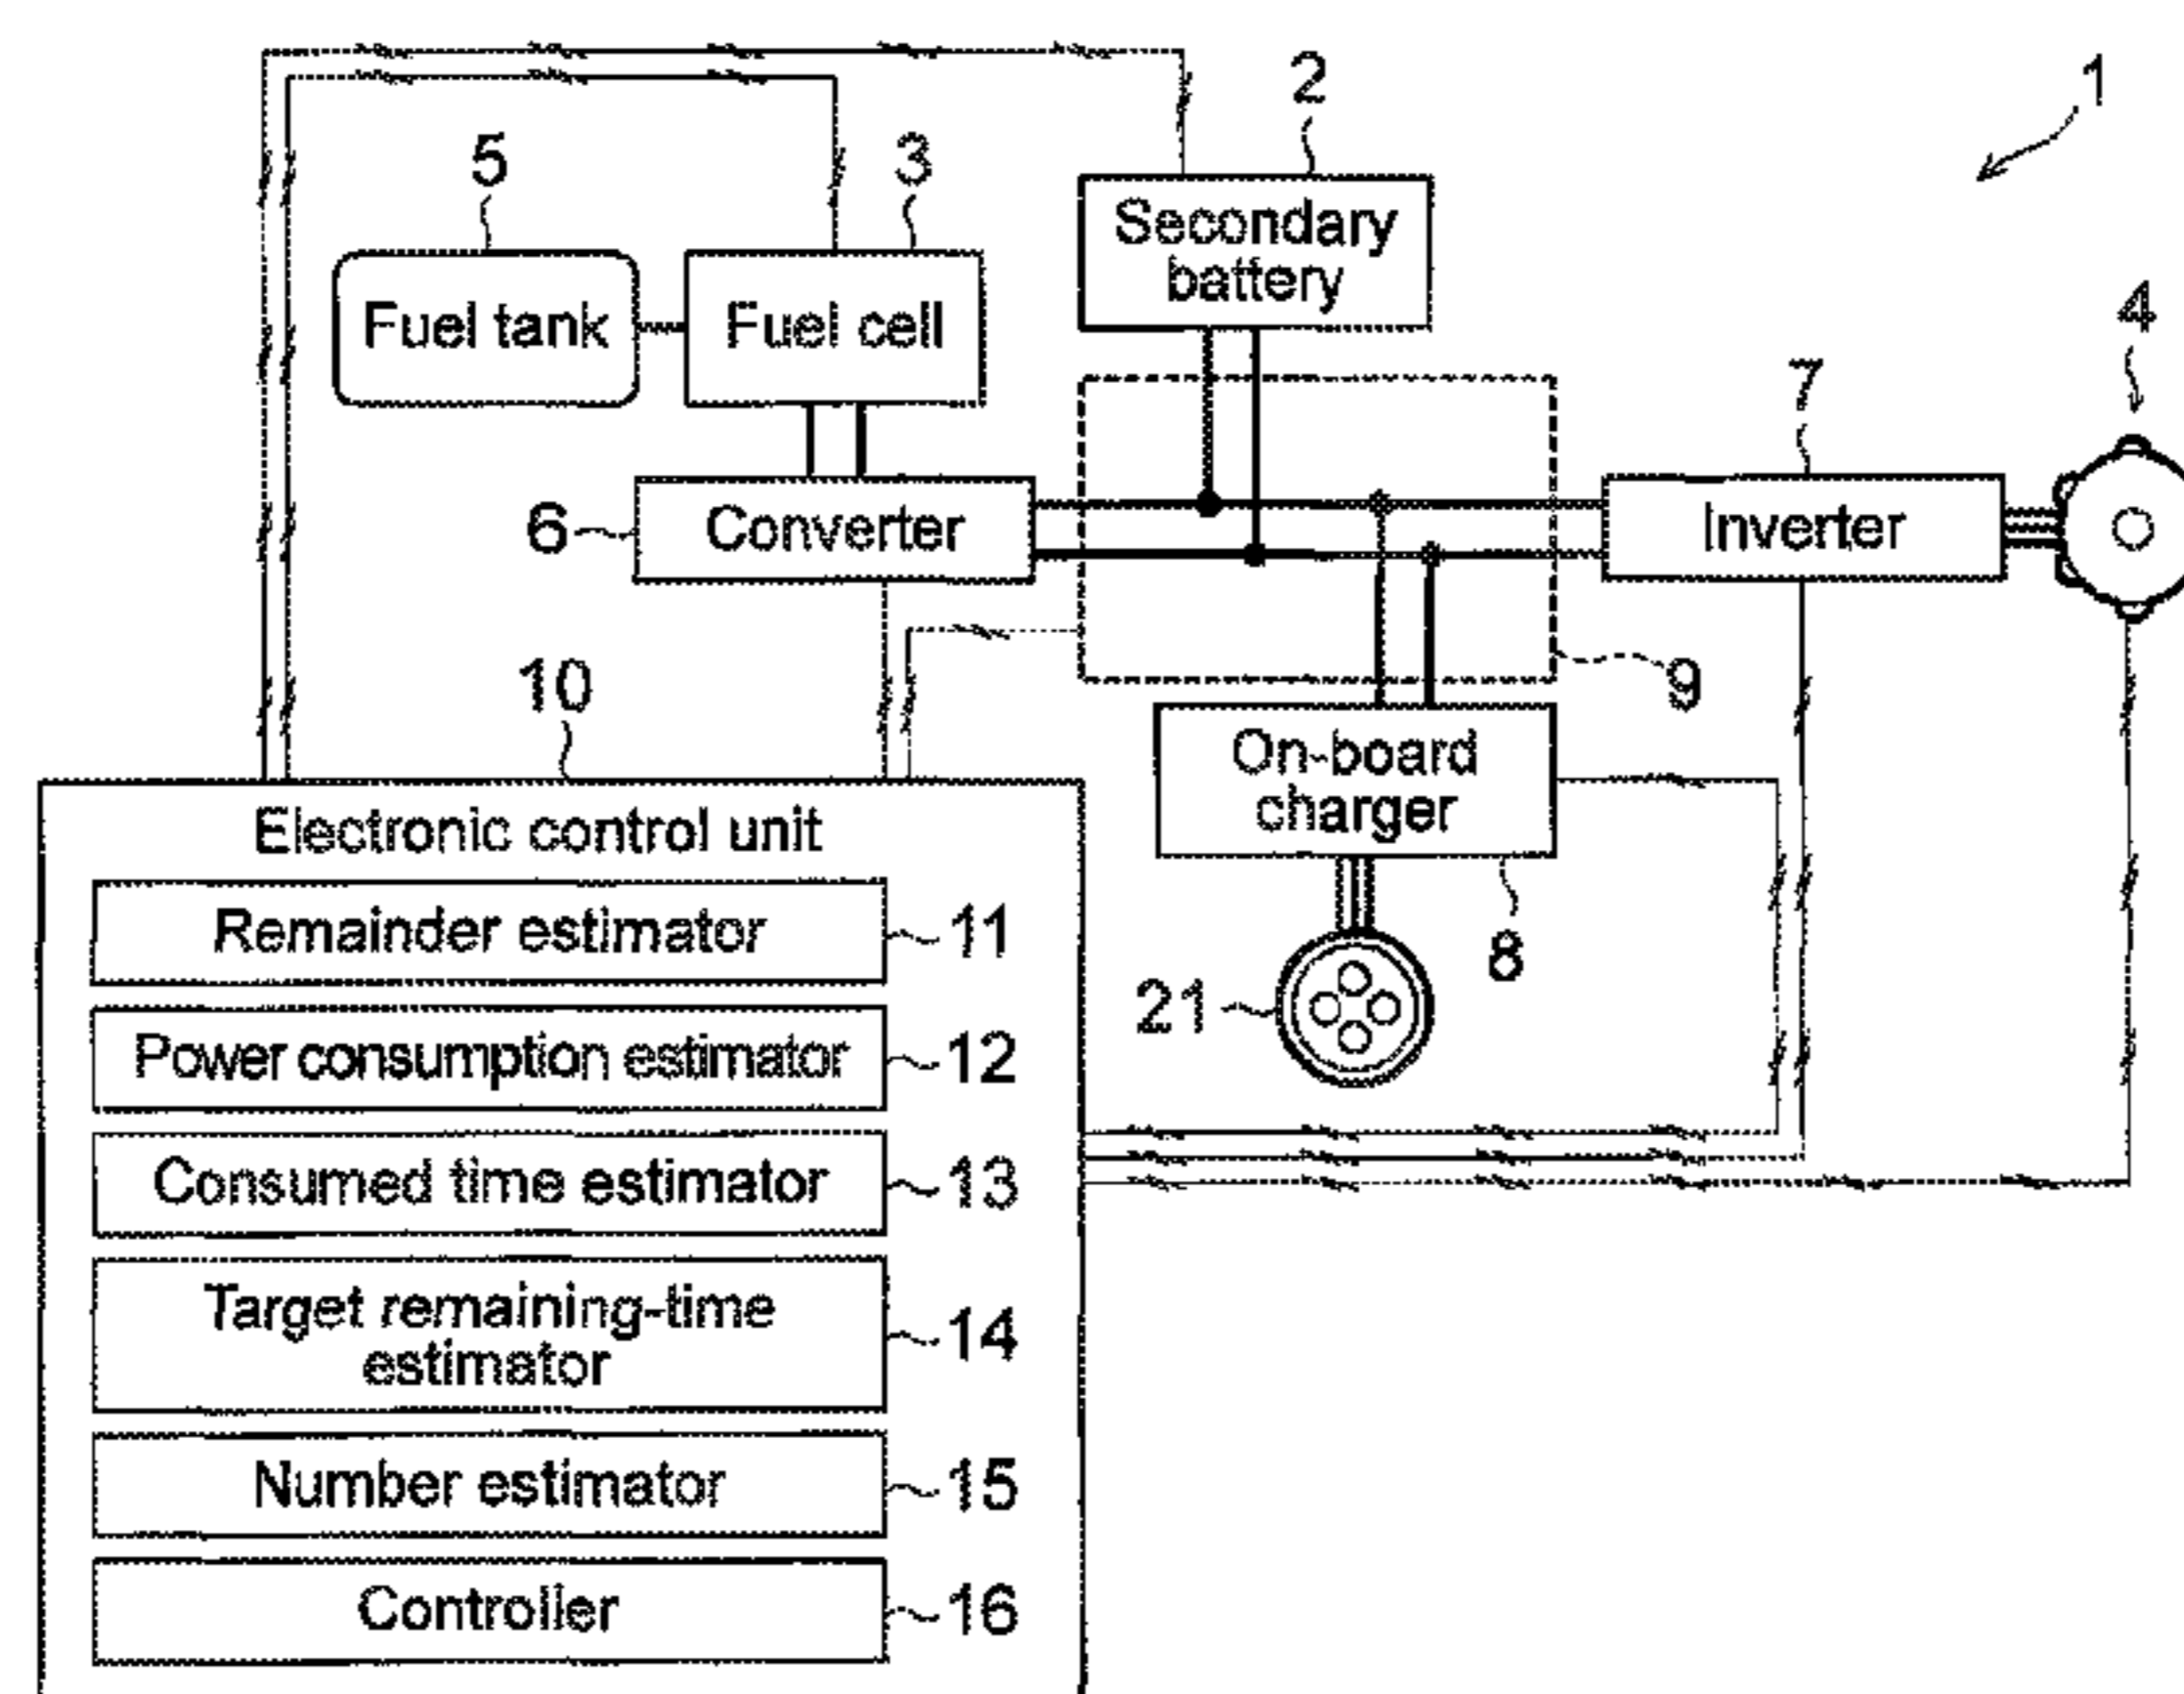 1
2
5
3
Secondary
battery
Fuel tank
Fuel cell
4
7
6
Converter
Inverter
9
10
On-board
charger
8
21
Electronic control unit
Remainder estimator
11
Power consumption estimator
12
Consumed time estimator
13
Target remaining-time
estimator
14
Number estimator
15
Controller
16